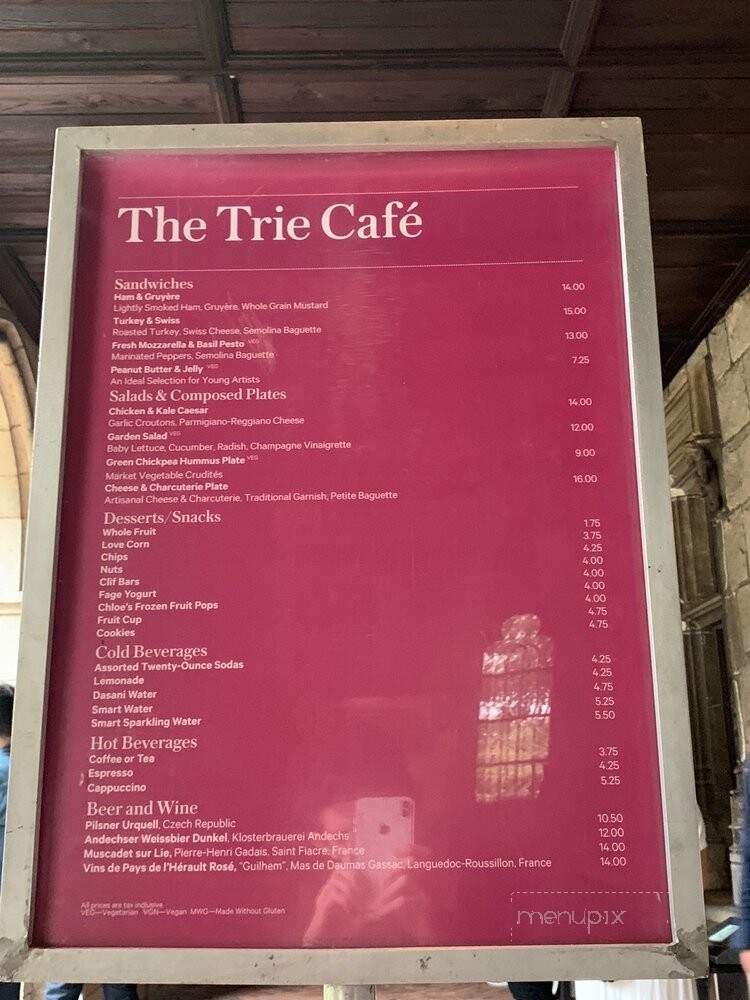 The Trie Café
Sandwiches
Ham & Gruyère 14.00
Lightly Smoked Ham, Gruyère, Whole Grain Mustard
Turkey & Swiss 15.00
Roasted Turkey, Swiss Cheese, Semolina Baguette
Fresh Mozzarella & Basil Pesto VEG 13.00
Marinated Peppers, Semolina Baguette
Peanut Butter & Jelly VEG 7.25
An Ideal Selection for Young Artists
Salads & Composed Plates
Chicken & Kale Caesar 14.00
Garlic Croutons, Parmigiano-Reggiano Cheese
Garden Salad VEG 12.00
Baby Lettuce, Cucumber, Radish, Champagne Vinaigrette
Green Chickpea Hummus Plate VEG 9.00
Market Vegetable Crudités
Cheese & Charcuterie Plate 16.00
Artisanal Cheese & Charcuterie, Traditional Garnish, Petite Baguette
Desserts/Snacks
Whole Fruit 1.75
Love Corn 3.75
Chips 4.25
Nuts 4.00
Clif Bars 4.00
Fage Yogurt 4.00
Chloe's Frozen Fruit Pops 4.00
Fruit Cup 4.75
Cookies 4.75
Cold Beverages
Assorted Twenty-Ounce Sodas 4.25
Lemonade 4.25
Dasani Water 4.75
Smart Water 5.25
Smart Sparkling Water 5.50
Hot Beverages
Coffee or Tea 3.75
Espresso 4.25
Cappuccino 5.25
Beer and Wine
Pilsner Urquell, Czech Republic 10.50
Andechser Weissbier Dunkel, Klosterbrauerei Andechs 12.00
Muscadet sur Lie, Pierre-Henri Gadais, Saint Fiacre, France 14.00
Vins de Pays de l'Hérault Rosé, "Guilhem", Mas de Daumas Gassac, Languedoc-Roussillon, France 14.00
All prices are tax inclusive
VEG—Vegetarian VGN—Vegan MWG—Made Without Gluten
menupix